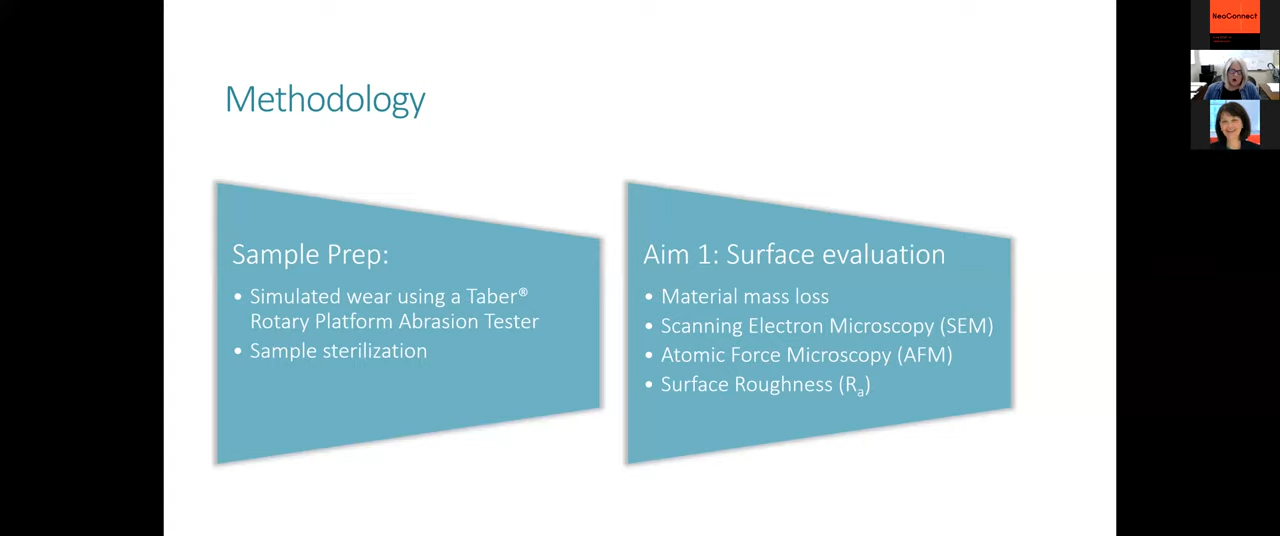 Methodology
Sample Prep:
• Simulated wear using a Taber®
Rotary Platform Abrasion Tester
• Sample sterilization
Aim 1: Surface evaluation
• Material mass loss
• Scanning Electron Microscopy (SEM)
• Atomic Force Microscopy (AFM)
• Surface Roughness (Ra)
NeoConnect